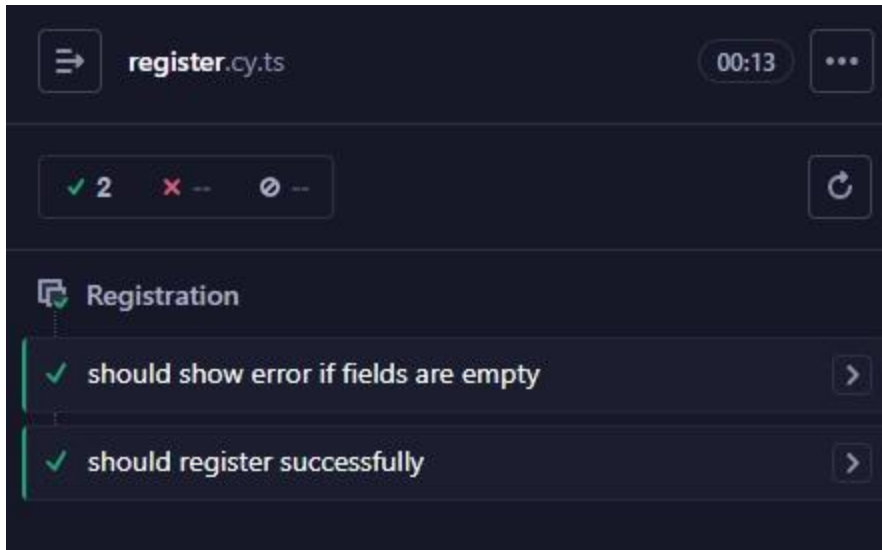 register.cy.ts 00:13
2 -- --
Registration
should show error if fields are empty
should register successfully